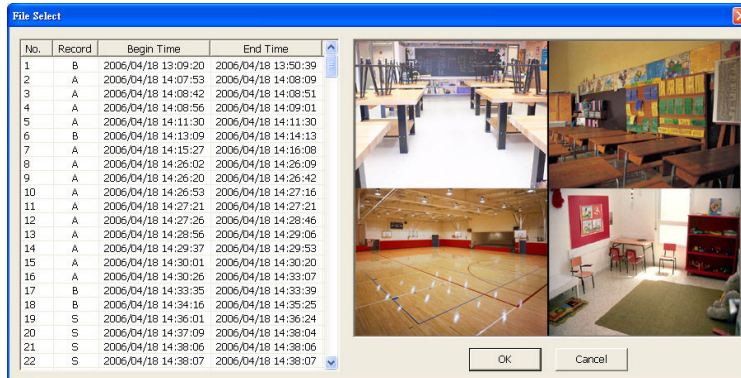 File Select
No. Record Begin Time End Time
1 B 2006/04/18 13:09:20 2006/04/18 13:50:39
2 A 2006/04/18 14:07:53 2006/04/18 14:08:09
3 A 2006/04/18 14:08:42 2006/04/18 14:08:51
4 A 2006/04/18 14:08:56 2006/04/18 14:09:01
5 A 2006/04/18 14:11:30 2006/04/18 14:11:30
6 B 2006/04/18 14:13:09 2006/04/18 14:14:13
7 A 2006/04/18 14:15:27 2006/04/18 14:16:08
8 A 2006/04/18 14:26:02 2006/04/18 14:26:09
9 A 2006/04/18 14:26:20 2006/04/18 14:26:42
10 A 2006/04/18 14:26:53 2006/04/18 14:27:16
11 A 2006/04/18 14:27:21 2006/04/18 14:27:21
12 A 2006/04/18 14:27:26 2006/04/18 14:28:46
13 A 2006/04/18 14:28:56 2006/04/18 14:29:06
14 A 2006/04/18 14:29:37 2006/04/18 14:29:53
15 A 2006/04/18 14:30:01 2006/04/18 14:30:20
16 A 2006/04/18 14:30:26 2006/04/18 14:33:07
17 B 2006/04/18 14:33:35 2006/04/18 14:33:39
18 B 2006/04/18 14:34:16 2006/04/18 14:35:25
19 S 2006/04/18 14:36:01 2006/04/18 14:36:24
20 S 2006/04/18 14:37:09 2006/04/18 14:38:04
21 S 2006/04/18 14:38:06 2006/04/18 14:38:06
22 S 2006/04/18 14:38:07 2006/04/18 14:38:07
OK Cancel